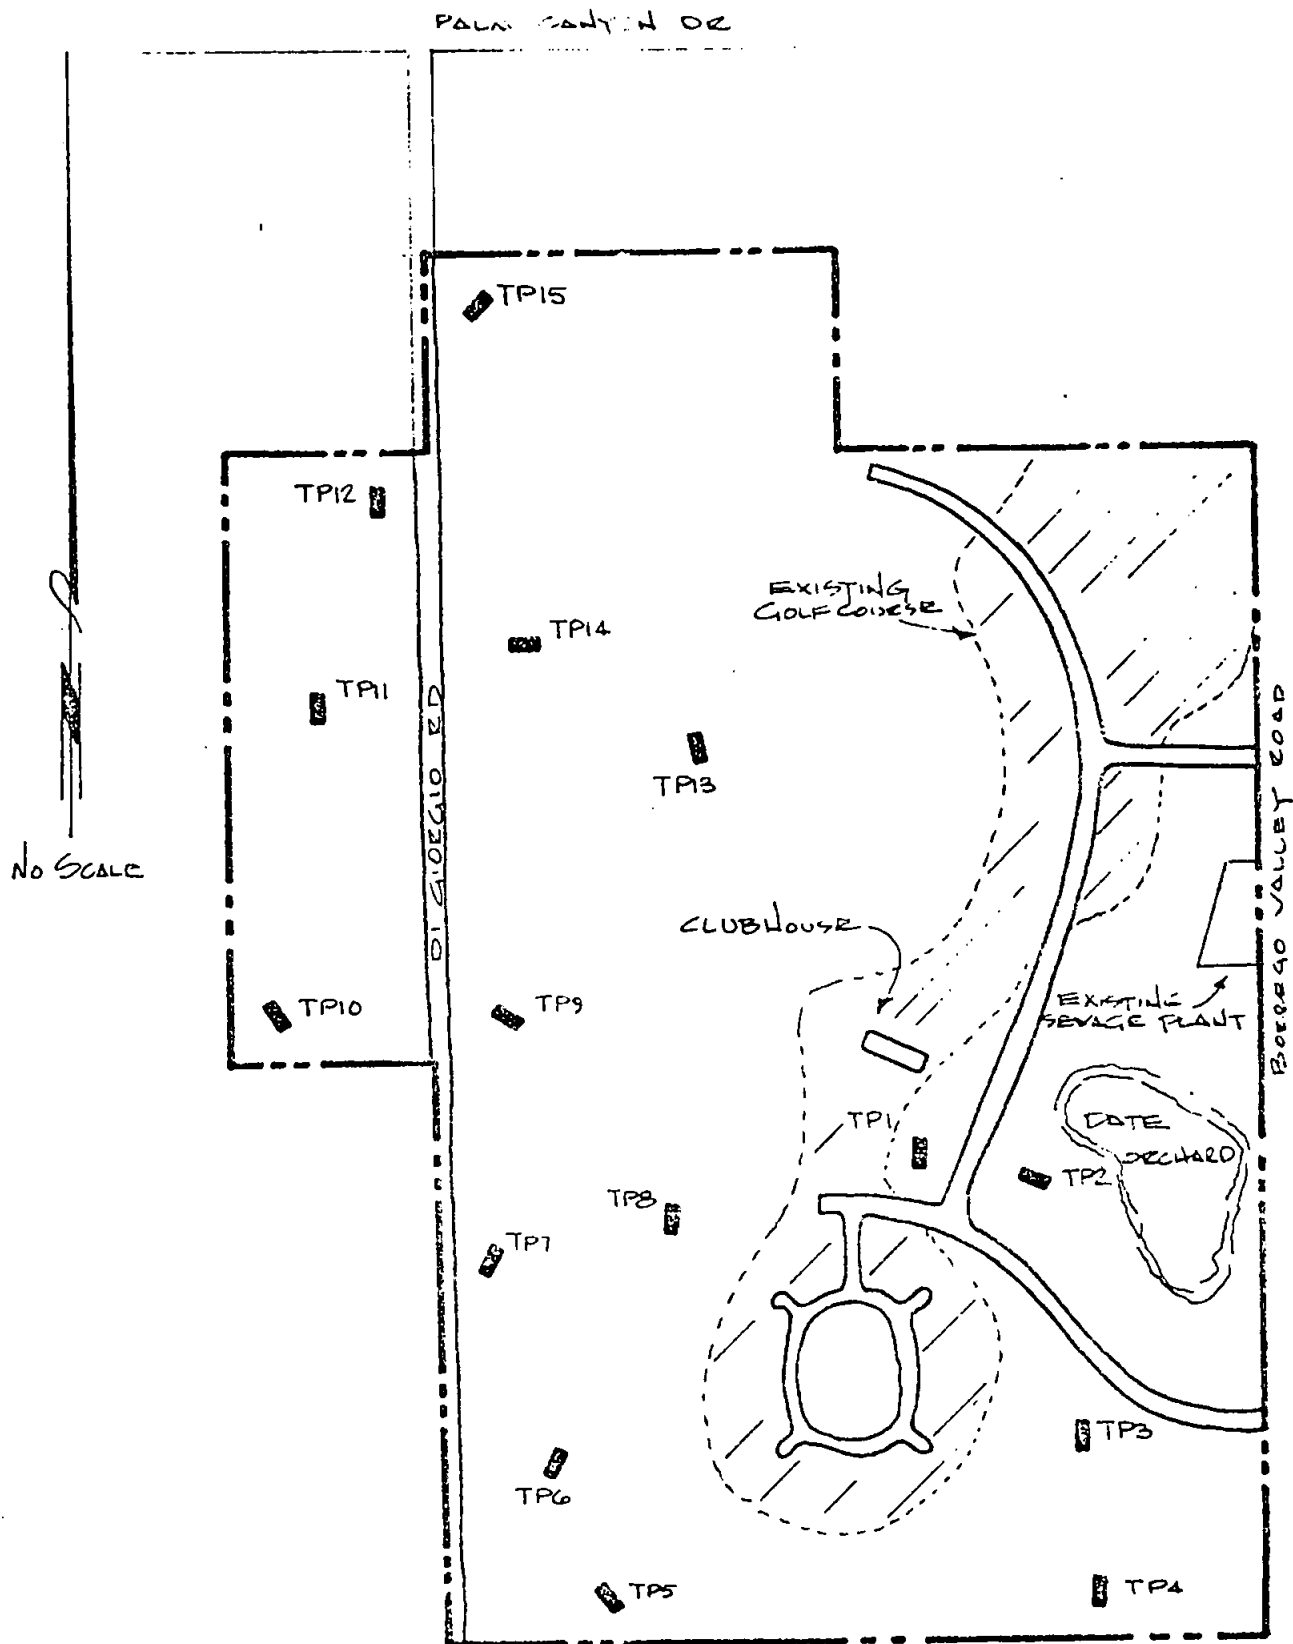 PALM CANYON DR
TP15
TP12
EXISTING
GOLF COURSE
TP14
TP11
DI GIORGIO RD
TP13
BORREGO VALLEY ROAD
NO SCALE
CLUBHOUSE
TP10
TP9
EXISTING
SEWAGE PLANT
TP1
DATE
ORCHARD
TP2
TP8
TP7
TP3
TP6
TP5
TP4